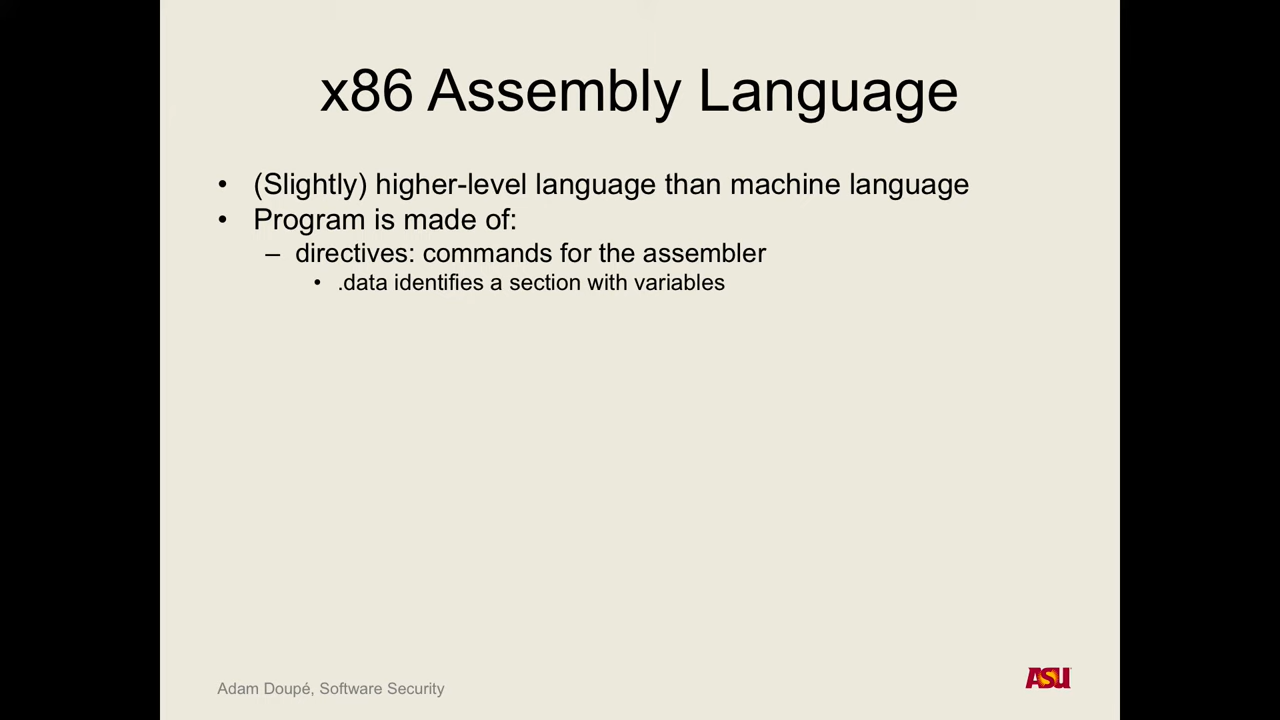 x86 Assembly Language
• (Slightly) higher-level language than machine language
• Program is made of:
– directives: commands for the assembler
• .data identifies a section with variables
Adam Doupé, Software Security
ASU